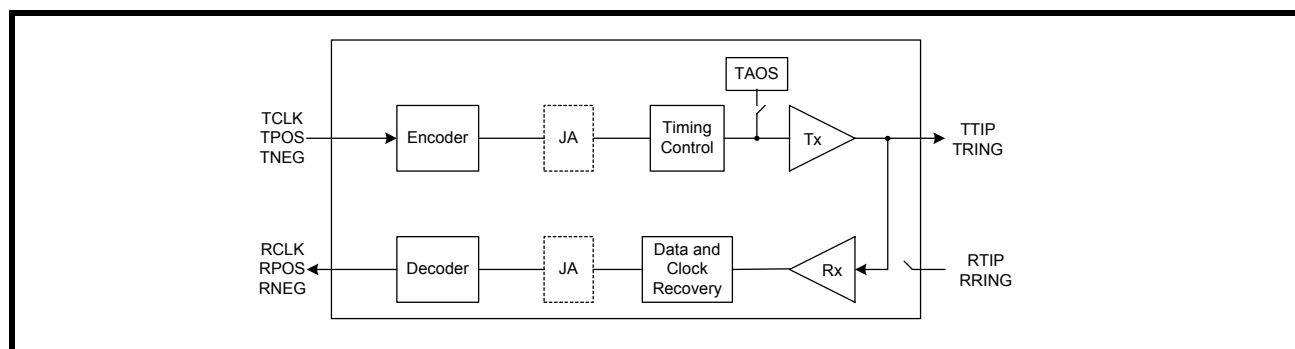 TAOS
TCLK
TPOS
TNEG
Encoder
JA
Timing
Control
Tx
TTIP
TRING
RCLK
RPOS
RNEG
Decoder
JA
Data and
Clock
Recovery
Rx
RTIP
RRING